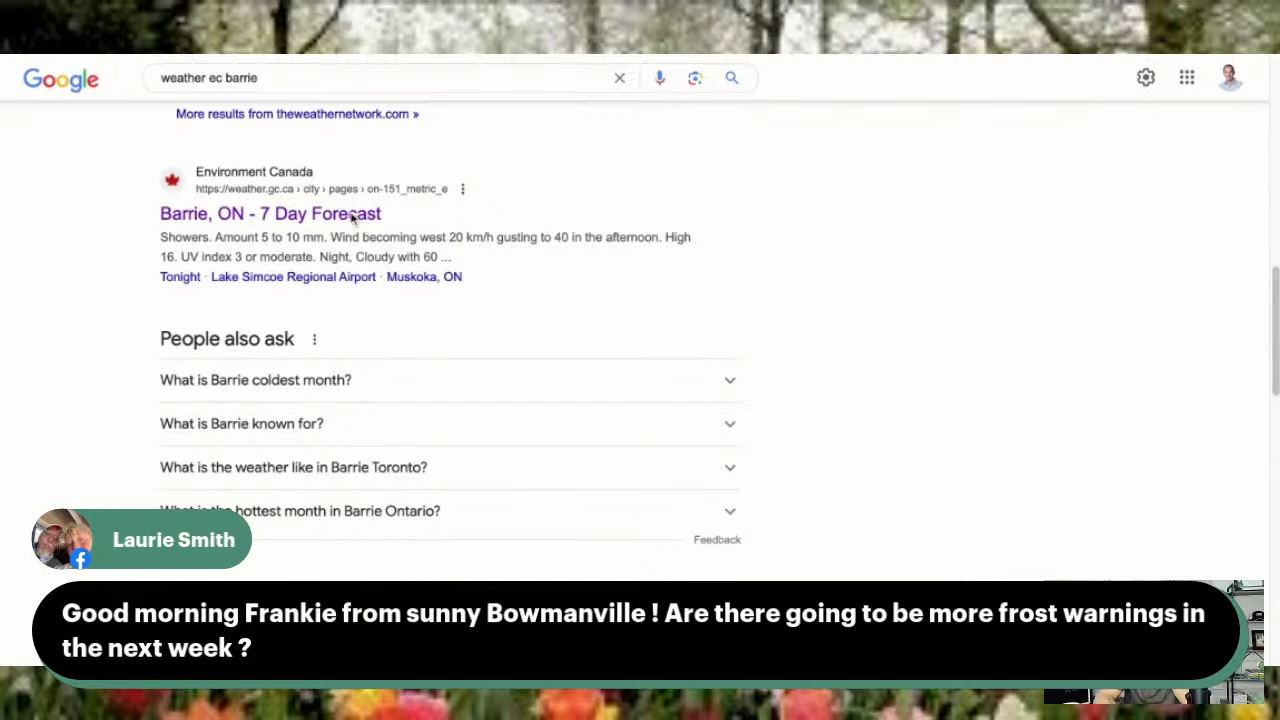 Google
weather ec barrie
More results from theweathernetwork.com »
Environment Canada
https://weather.gc.ca › city › pages › on-151_metric_e
Barrie, ON - 7 Day Forecast
Showers. Amount 5 to 10 mm. Wind becoming west 20 km/h gusting to 40 in the afternoon. High
16. UV index 3 or moderate. Night, Cloudy with 60 ...
Tonight · Lake Simcoe Regional Airport · Muskoka, ON
People also ask
What is Barrie coldest month?
What is Barrie known for?
What is the weather like in Barrie Toronto?
What is the hottest month in Barrie Ontario?
Feedback
Laurie Smith
Good morning Frankie from sunny Bowmanville ! Are there going to be more frost warnings in
the next week ?